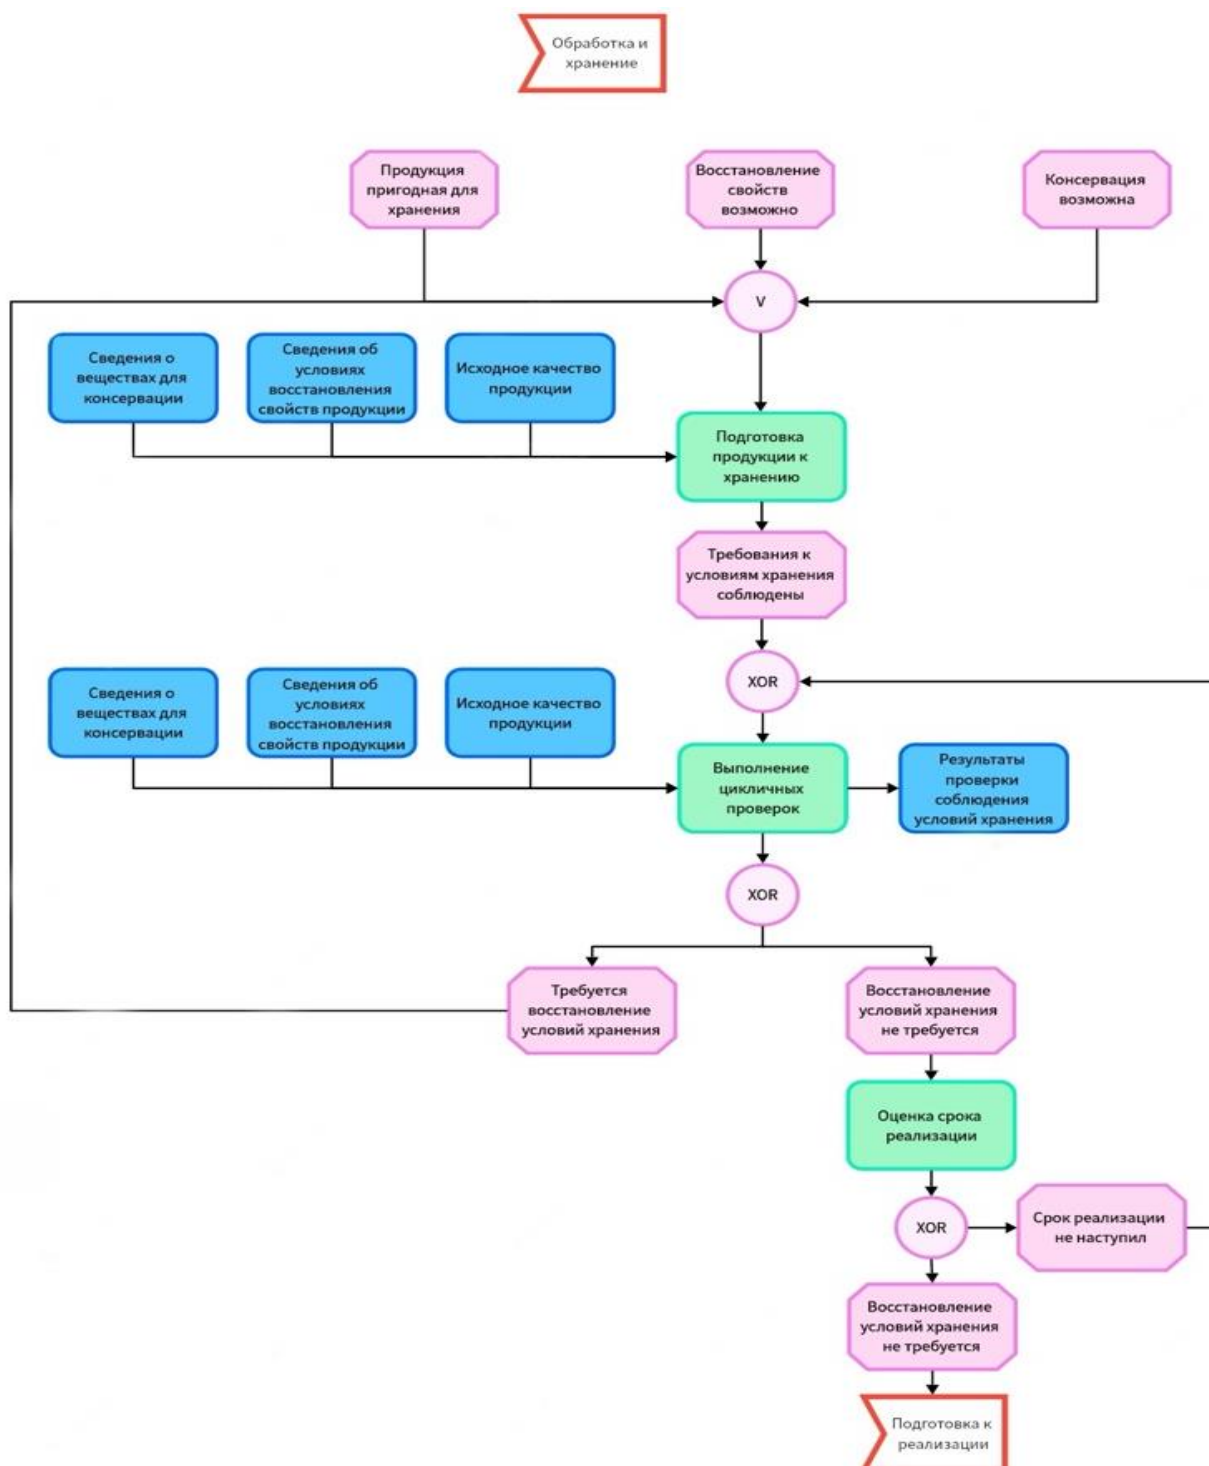 Обработка и
хранение
Продукция
пригодная для
хранения
Восстановление
свойств
возможно
Консервация
возможна
V
Сведения о
веществах для
консервации
Сведения об
условиях
восстановления
свойств продукции
Исходное качество
продукции
Подготовка
продукции к
хранению
Требования к
условиям хранения
соблюдены
XOR
Сведения о
веществах для
консервации
Сведения об
условиях
восстановления
свойств продукции
Исходное качество
продукции
Выполнение
цикличных
проверок
Результаты
проверки
соблюдения
условий хранения
XOR
Требуется
восстановление
условий хранения
Восстановление
условий хранения
не требуется
Оценка срока
реализации
XOR
Срок реализации
не наступил
Восстановление
условий хранения
не требуется
Подготовка к
реализации